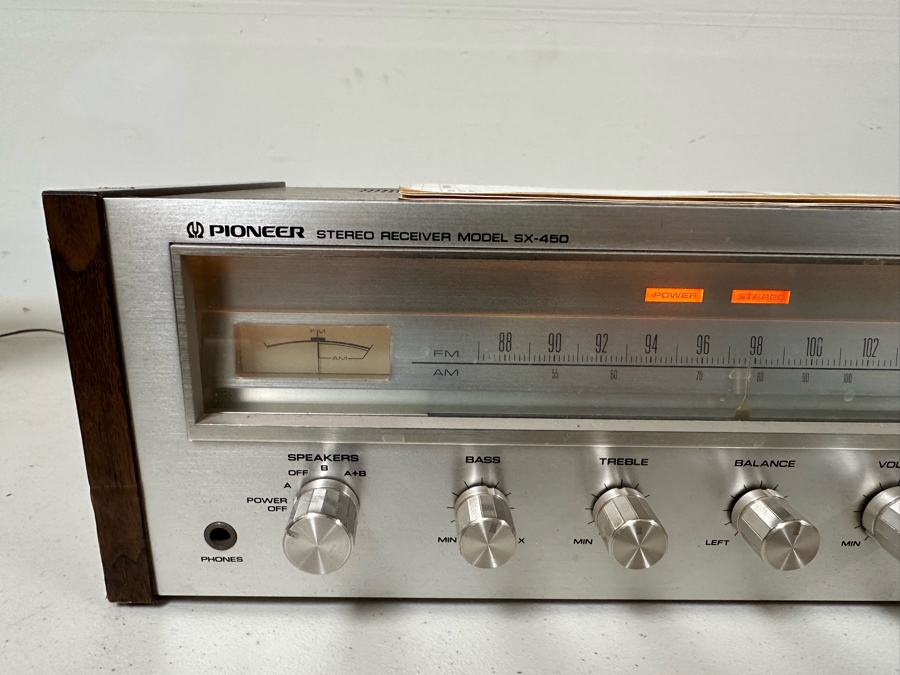 PIONEER STEREO RECEIVER MODEL SX-450
POWER STEREO
FM
AM
FM 88 90 92 94 96 98 100 102
AM 55 60 70 80 90 100
SPEAKERS
POWER OFF
A
OFF
B
A+B
BASS
MIN
X
TREBLE
MIN
BALANCE
LEFT
VOL
MIN
PHONES